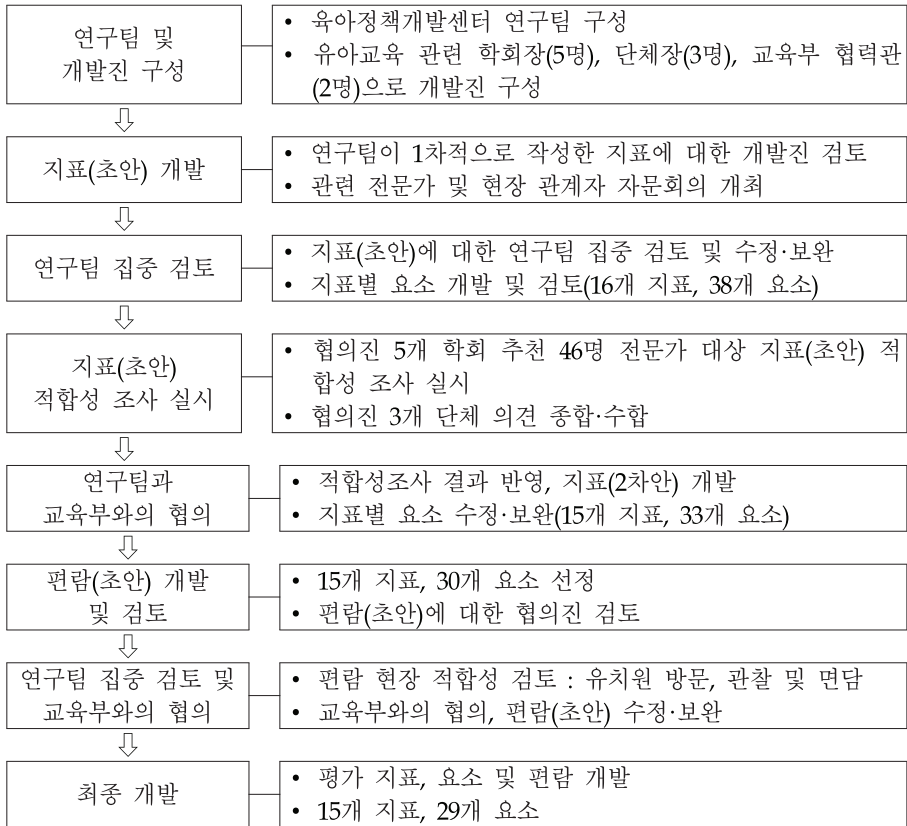 연구팀 및
개발진 구성
• 육아정책개발센터 연구팀 구성
• 유아교육 관련 학회장(5명), 단체장(3명), 교육부 협력관
(2명)으로 개발진 구성
지표(초안) 개발
• 연구팀이 1차적으로 작성한 지표에 대한 개발진 검토
• 관련 전문가 및 현장 관계자 자문회의 개최
연구팀 집중 검토
• 지표(초안)에 대한 연구팀 집중 검토 및 수정·보완
• 지표별 요소 개발 및 검토(16개 지표, 38개 요소)
지표(초안)
적합성 조사 실시
• 협의진 5개 학회 추천 46명 전문가 대상 지표(초안) 적
합성 조사 실시
• 협의진 3개 단체 의견 종합·수합
연구팀과
교육부와의 협의
• 적합성조사 결과 반영, 지표(2차안) 개발
• 지표별 요소 수정·보완(15개 지표, 33개 요소)
편람(초안) 개발
및 검토
• 15개 지표, 30개 요소 선정
• 편람(초안)에 대한 협의진 검토
연구팀 집중 검토 및
교육부와의 협의
• 편람 현장 적합성 검토 : 유치원 방문, 관찰 및 면담
• 교육부와의 협의, 편람(초안) 수정·보완
최종 개발
• 평가 지표, 요소 및 편람 개발
• 15개 지표, 29개 요소